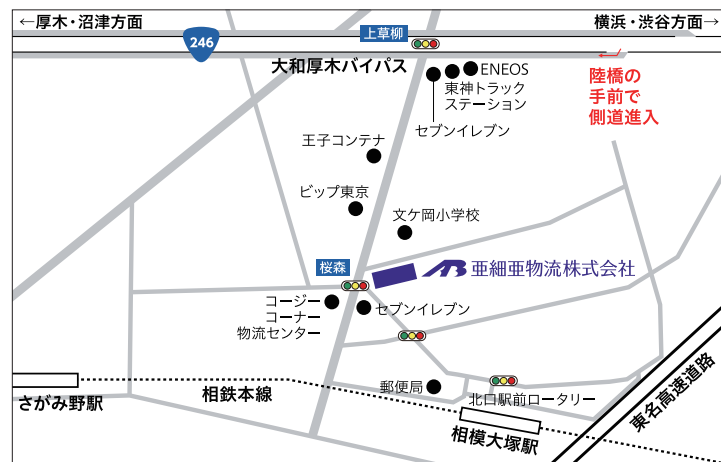 ←厚木・沼津方面
横浜・渋谷方面→
上草柳
246
大和厚木バイパス
ENEOS
東神トラック
ステーション
セブンイレブン
陸橋の
手前で
側道進入
王子コンテナ
ビップ東京
文ケ岡小学校
桜森
AB 亜細亜物流株式会社
コージー
コーナー
物流センター
セブンイレブン
さがみ野駅
相鉄本線
郵便局
北口駅前ロータリー
相模大塚駅
東名高速道路